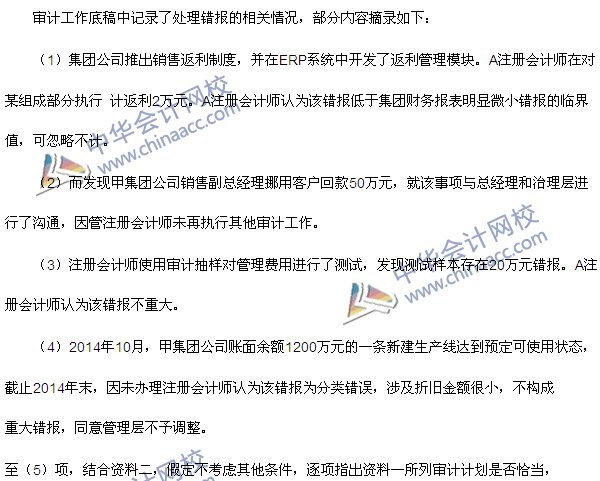 审计工作底稿中记录了处理错报的相关情况，部分内容摘录如下：
（1）集团公司推出销售返利制度，并在ERP系统中开发了返利管理模块。A注册会计师在对
某组成部分执行 计返利2万元。A注册会计师认为该错报低于集团财务报表明显微小错报的临界
值，可忽略不计。
（2）而发现甲集团公司销售副总经理挪用客户回款50万元，就该事项与总经理和治理层进
行了沟通，因管注册会计师未再执行其他审计工作。
（3）注册会计师使用审计抽样对管理费用进行了测试，发现测试样本存在20万元错报。A注
册会计师认为该错报不重大。
（4）2014年10月，甲集团公司账面余额1200万元的一条新建生产线达到预定可使用状态，
截止2014年末，因未办理注册会计师认为该错报为分类错误，涉及折旧金额很小，不构成
重大错报，同意管理层不予调整。
至（5）项，结合资料二，假定不考虑其他条件，逐项指出资料一所列审计计划是否恰当，
中华会计网校
www.chinaacc.com
中华会计网校
www.chinaacc.com